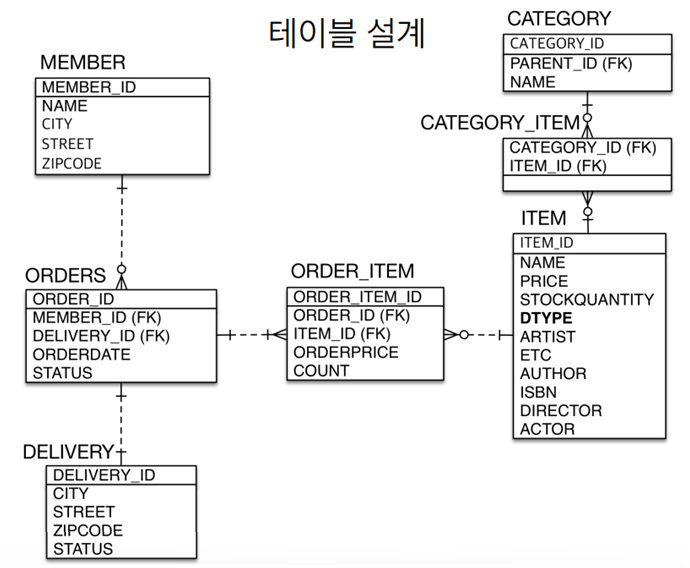 테이블 설계
CATEGORY
CATEGORY_ID
PARENT_ID (FK)
NAME
MEMBER
MEMBER_ID
NAME
CITY
STREET
ZIPCODE
CATEGORY_ITEM
CATEGORY_ID (FK)
ITEM_ID (FK)
ITEM
ITEM_ID
NAME
PRICE
STOCKQUANTITY
DTYPE
ARTIST
ETC
AUTHOR
ISBN
DIRECTOR
ACTOR
ORDERS
ORDER_ID
MEMBER_ID (FK)
DELIVERY_ID (FK)
ORDERDATE
STATUS
ORDER_ITEM
ORDER_ITEM_ID
ORDER_ID (FK)
ITEM_ID (FK)
ORDERPRICE
COUNT
DELIVERY
DELIVERY_ID
CITY
STREET
ZIPCODE
STATUS